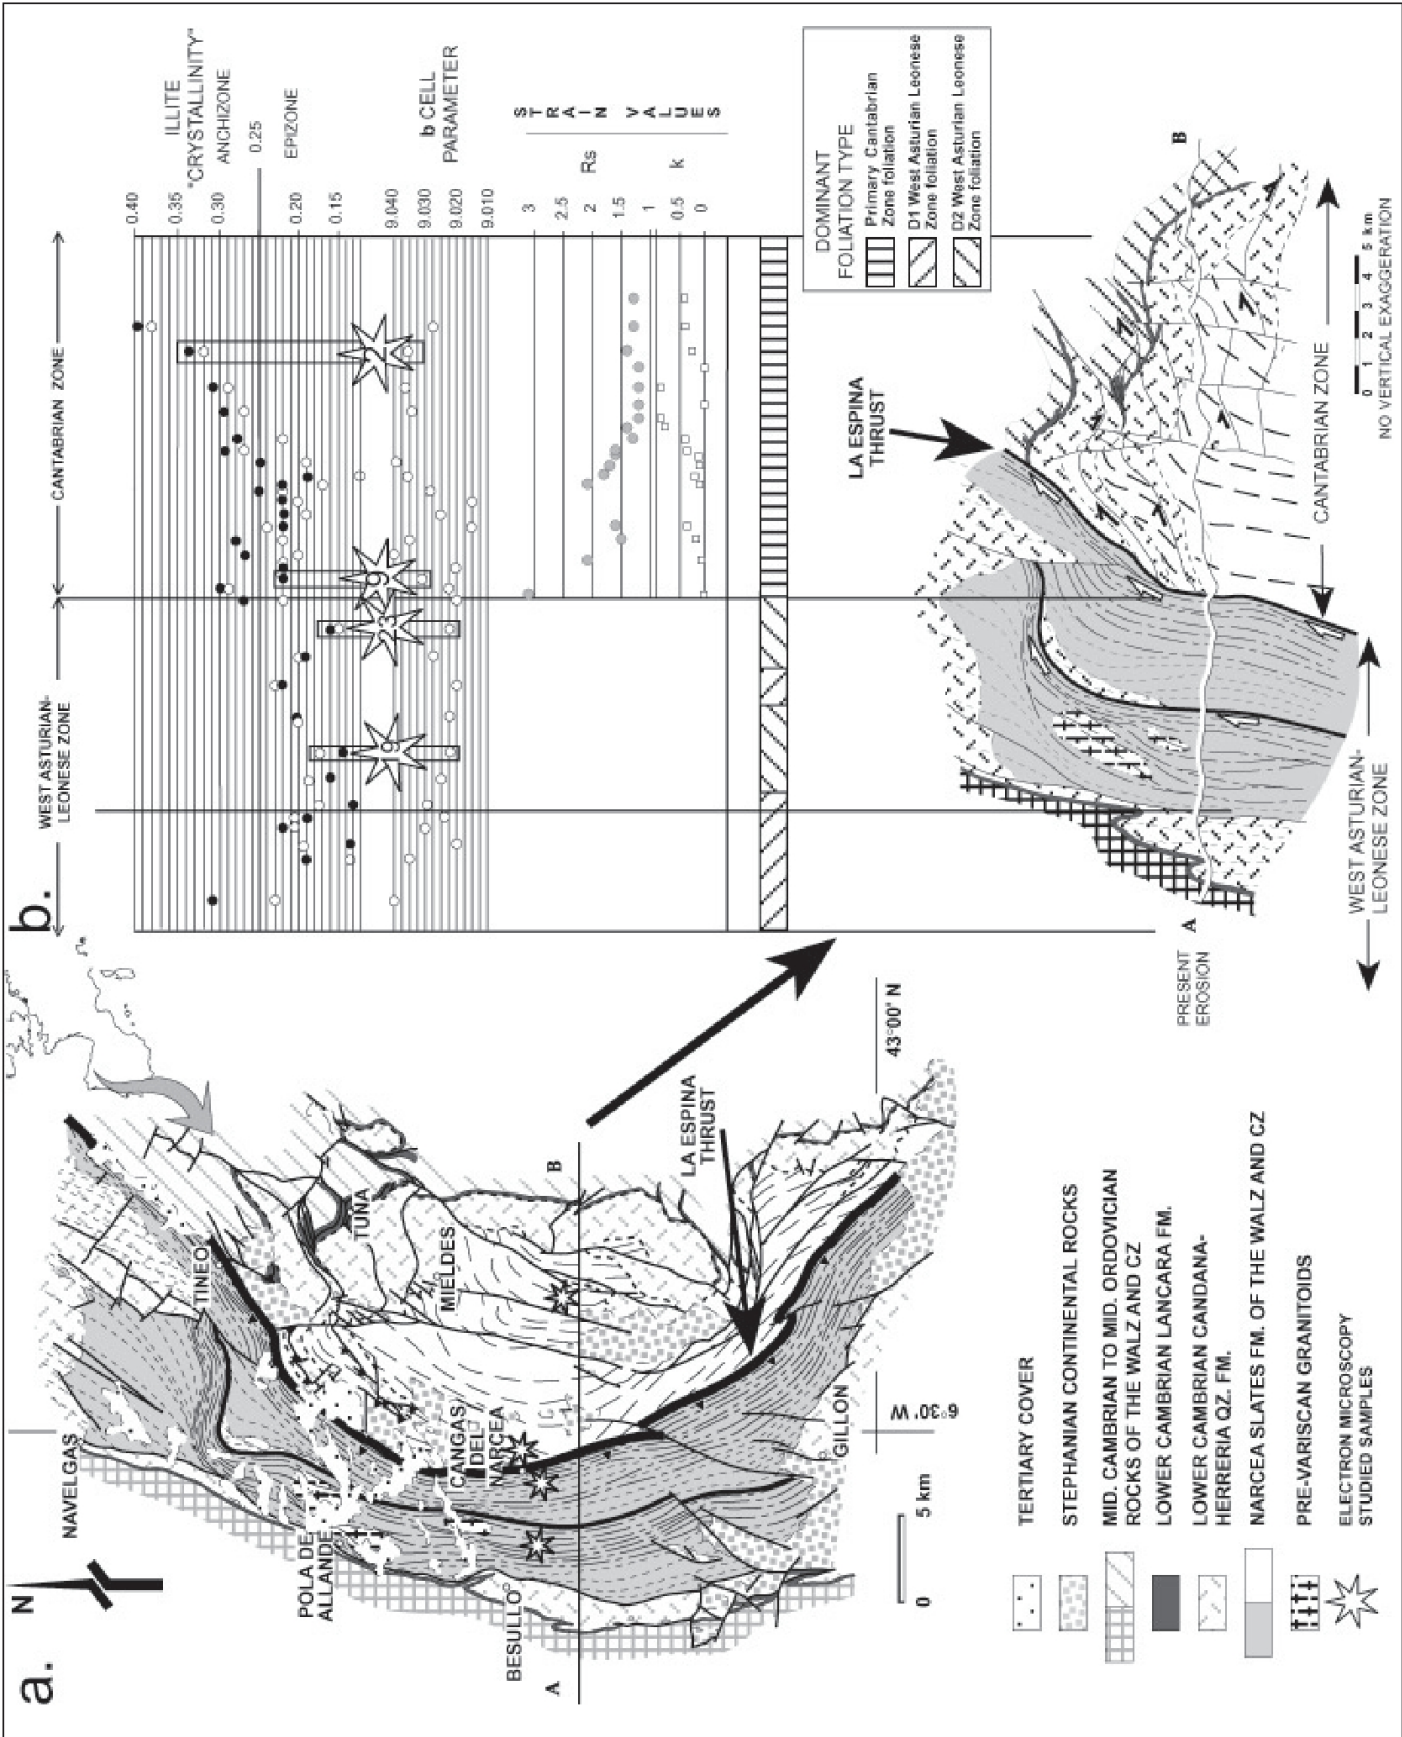 a.
N
NAVELGAS
TINEO
TUÑA
POLA DE
ALLANDE
MIELDES
CANGAS
DEL
NARCEA
BESULLO
A
B
LA ESPINA
THRUST
GILLON
6°30' W
43°00' N
0
5 km
TERTIARY COVER
STEPHANIAN CONTINENTAL ROCKS
MID. CAMBRIAN TO MID. ORDOVICIAN
ROCKS OF THE WALZ AND CZ
LOWER CAMBRIAN LANCARA FM.
LOWER CAMBRIAN CANDANA-
HERRERIA QZ. FM.
NARCEA SLATES FM. OF THE WALZ AND CZ
PRE-VARISCAN GRANITOIDS
ELECTRON MICROSCOPY
STUDIED SAMPLES
b.
WEST ASTURIAN-
LEONESE ZONE
CANTABRIAN ZONE
ILLITE
"CRYSTALLINITY"
ANCHIZONE
0.25
EPIZONE
0.40
0.35
0.30
0.20
0.15
b CELL
PARAMETER
9.040
9.030
9.020
9.010
STRAIN VALUES
Rs
k
3
2.5
2
1.5
1
0.5
0
8
23
9
2
DOMINANT
FOLIATION TYPE
Primary Cantabrian
Zone foliation
D1 West Asturian Leonese
Zone foliation
D2 West Asturian Leonese
Zone foliation
LA ESPINA
THRUST
A
B
PRESENT
EROSION
WEST ASTURIAN-
LEONESE ZONE
CANTABRIAN ZONE
0 1 2 3 4 5 km
NO VERTICAL EXAGGERATION